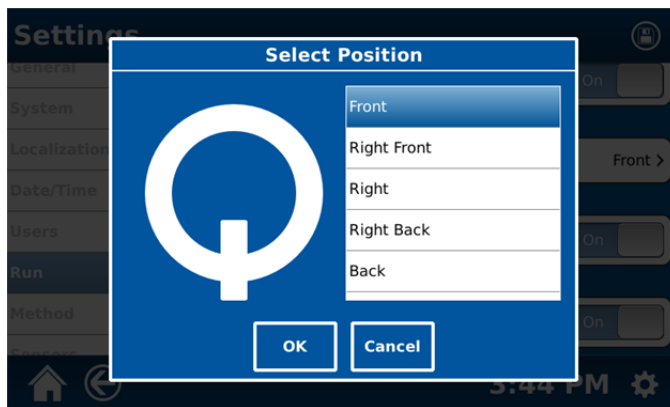 Settings
Select Position
General
System
Localization
Date/Time
Users
Run
Method
Sensors
Front
Right Front
Right
Right Back
Back
On
Front >
On
On
OK
Cancel
3:44 PM